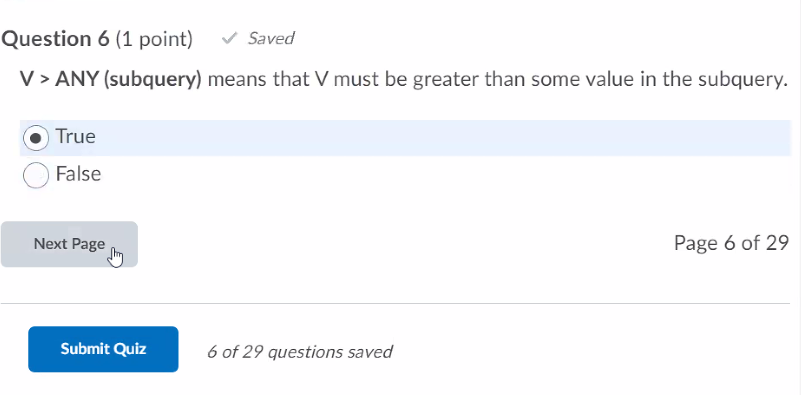 Question 6 (1 point) Saved
V > ANY (subquery) means that V must be greater than some value in the subquery.
True
False
Next Page
Page 6 of 29
Submit Quiz
6 of 29 questions saved